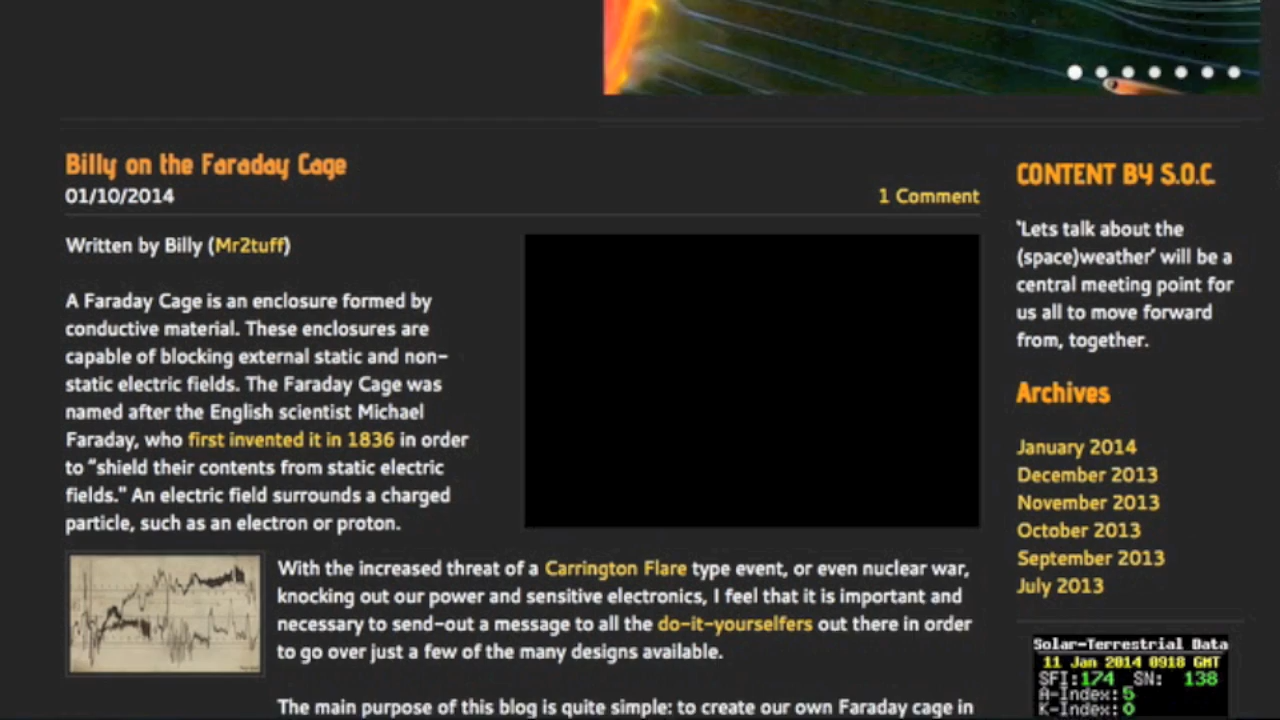 Billy on the Faraday Cage
01/10/2014
1 Comment
Written by Billy (Mr2tuff)
A Faraday Cage is an enclosure formed by
conductive material. These enclosures are
capable of blocking external static and non-
static electric fields. The Faraday Cage was
named after the English scientist Michael
Faraday, who first invented it in 1836 in order
to "shield their contents from static electric
fields." An electric field surrounds a charged
particle, such as an electron or proton.
With the increased threat of a Carrington Flare type event, or even nuclear war,
knocking out our power and sensitive electronics, I feel that it is important and
necessary to send-out a message to all the do-it-yourselfers out there in order
to go over just a few of the many designs available.
The main purpose of this blog is quite simple: to create our own Faraday cage in
CONTENT BY S.O.C.
'Lets talk about the
(space)weather' will be a
central meeting point for
us all to move forward
from, together.
Archives
January 2014
December 2013
November 2013
October 2013
September 2013
July 2013
Solar-Terrestrial Data
11 Jan 2014 0918 GMT
SFI:174 SN: 138
A-Index:5
K-Index:0